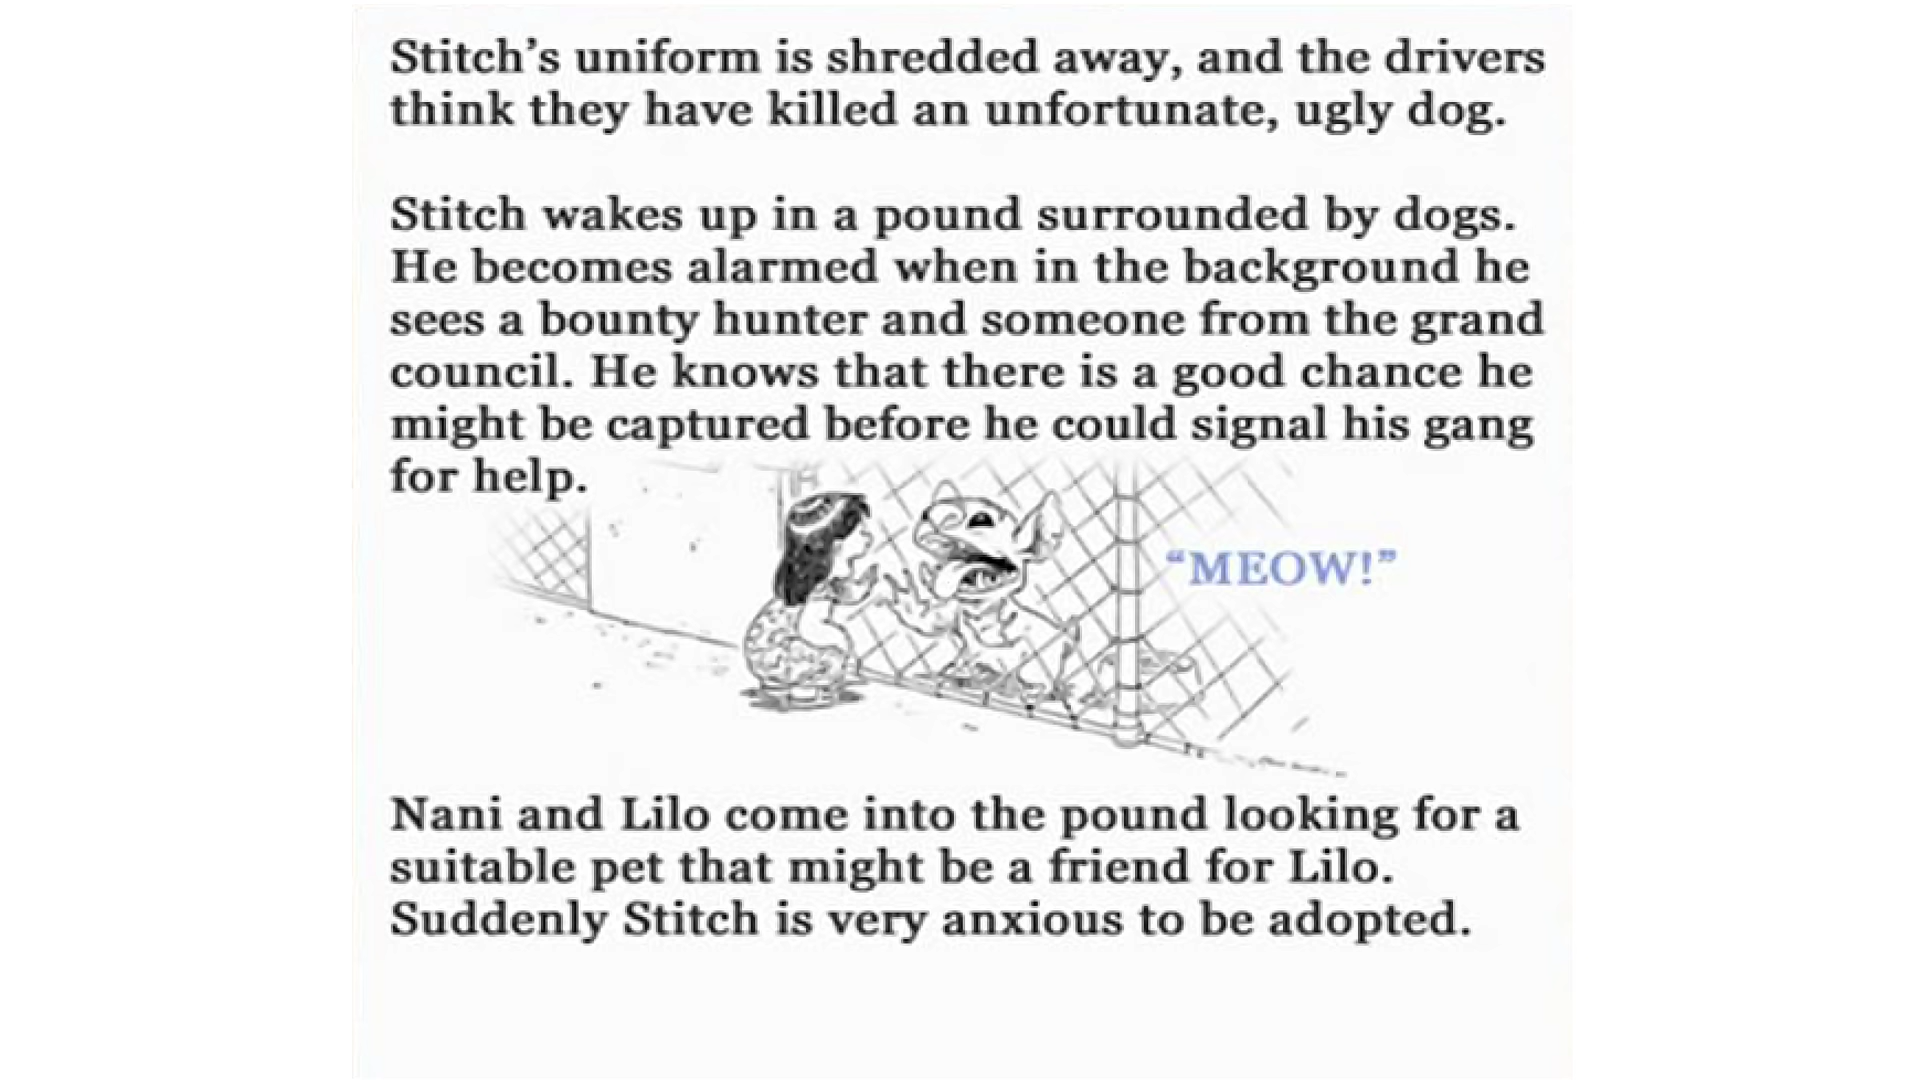 Stitch's uniform is shredded away, and the drivers
think they have killed an unfortunate, ugly dog.
Stitch wakes up in a pound surrounded by dogs.
He becomes alarmed when in the background he
sees a bounty hunter and someone from the grand
council. He knows that there is a good chance he
might be captured before he could signal his gang
for help.
“MEOW!”
Nani and Lilo come into the pound looking for a
suitable pet that might be a friend for Lilo.
Suddenly Stitch is very anxious to be adopted.